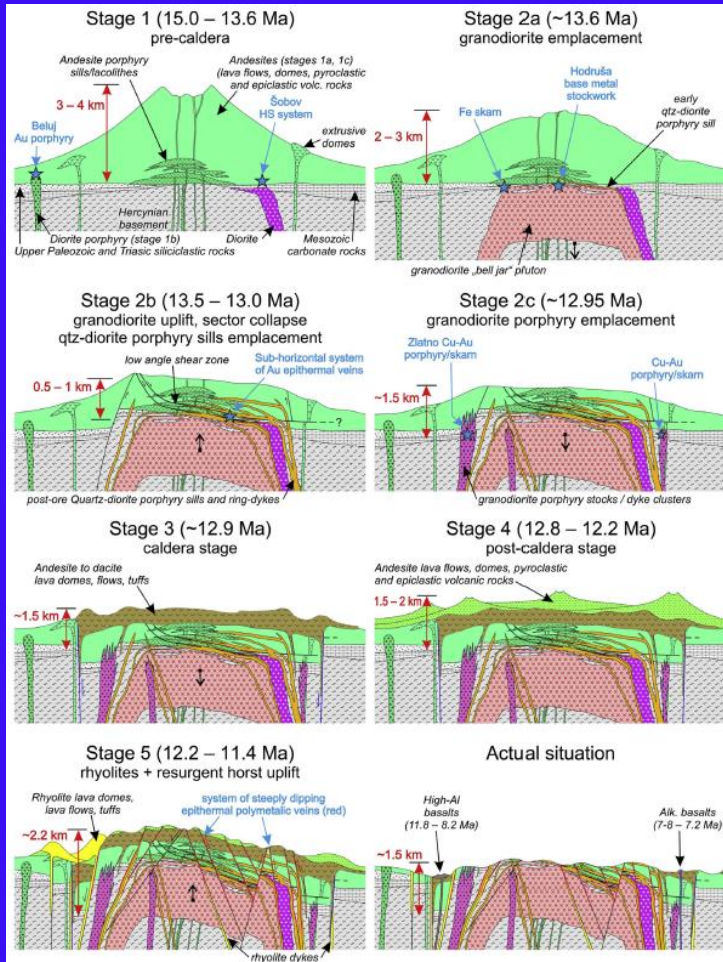 Stage 1 (15.0 – 13.6 Ma)
pre-caldera
Andesite porphyry
sills/lacolithes
Andesites (stages 1a, 1c)
(lava flows, domes, pyroclastic
and epiclastic volc. rocks
3 – 4 km
Šobov
HS system
Beluj
Au porphyry
extrusive
domes
Hercynian
basement
Diorite porphyry (stage 1b)
Diorite
Mesozoic
carbonate rocks
Upper Paleozoic and Triasic siliciclastic rocks
Stage 2a (~13.6 Ma)
granodiorite emplacement
Hodruša
base metal
stockwork
Fe skarn
early
qtz-diorite
porphyry sill
2 – 3 km
granodiorite „bell jar“ pluton
Stage 2b (13.5 – 13.0 Ma)
granodiorite uplift, sector collapse
qtz-diorite porphyry sills emplacement
low angle shear zone
Sub-horizontal system
of Au epithermal veins
0.5 – 1 km
?
post-ore Quartz-diorite porphyry sills and ring-dykes
Stage 2c (~12.95 Ma)
granodiorite porphyry emplacement
Zlatno Cu-Au
porphyry/skarn
Cu-Au
porphyry/skarn
~1.5 km
granodiorite porphyry stocks / dyke clusters
Stage 3 (~12.9 Ma)
caldera stage
Andesite to dacite
lava domes, flows, tuffs
~1.5 km
Stage 4 (12.8 – 12.2 Ma)
post-caldera stage
Andesite lava flows, domes, pyroclastic
and epiclastic volcanic rocks
1.5 – 2 km
Stage 5 (12.2 – 11.4 Ma)
rhyolites + resurgent horst uplift
Rhyolite lava domes,
lava flows, tuffs
system of steeply dipping
epithermal polymetalic veins (red)
~2.2 km
rhyolite dykes
Actual situation
High-Al
basalts
(11.8 – 8.2 Ma)
Alk. basalts
(7-8 – 7.2 Ma)
~1.5 km